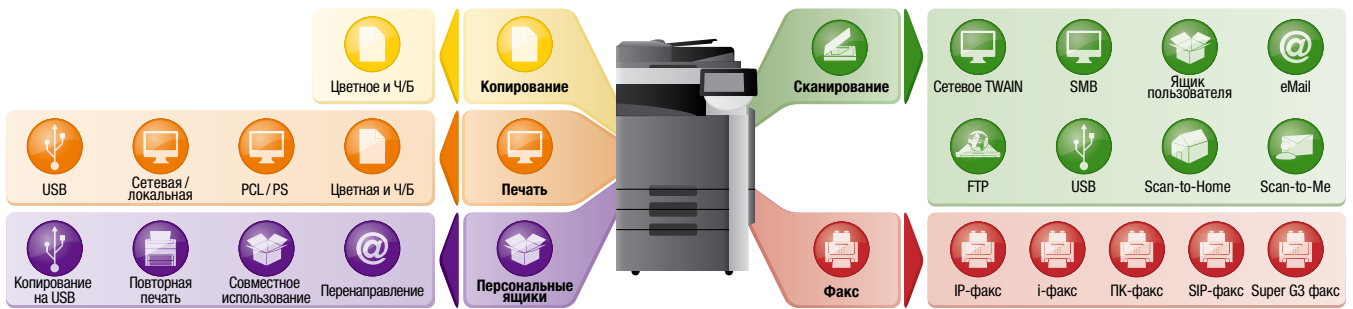 Цветное и Ч/Б
Копирование
Сканирование
Сетевое TWAIN
SMB
Ящик
пользователя
eMail
USB
Сетевая /
локальная
PCL / PS
Цветная и Ч/Б
Печать
FTP
USB
Scan-to-Home
Scan-to-Me
Копирование
на USB
Повторная
печать
Совместное
использование
Перенаправление
Персональные
ящики
Факс
IP-факс
i-факс
ПК-факс
SIP-факс
Super G3 факс